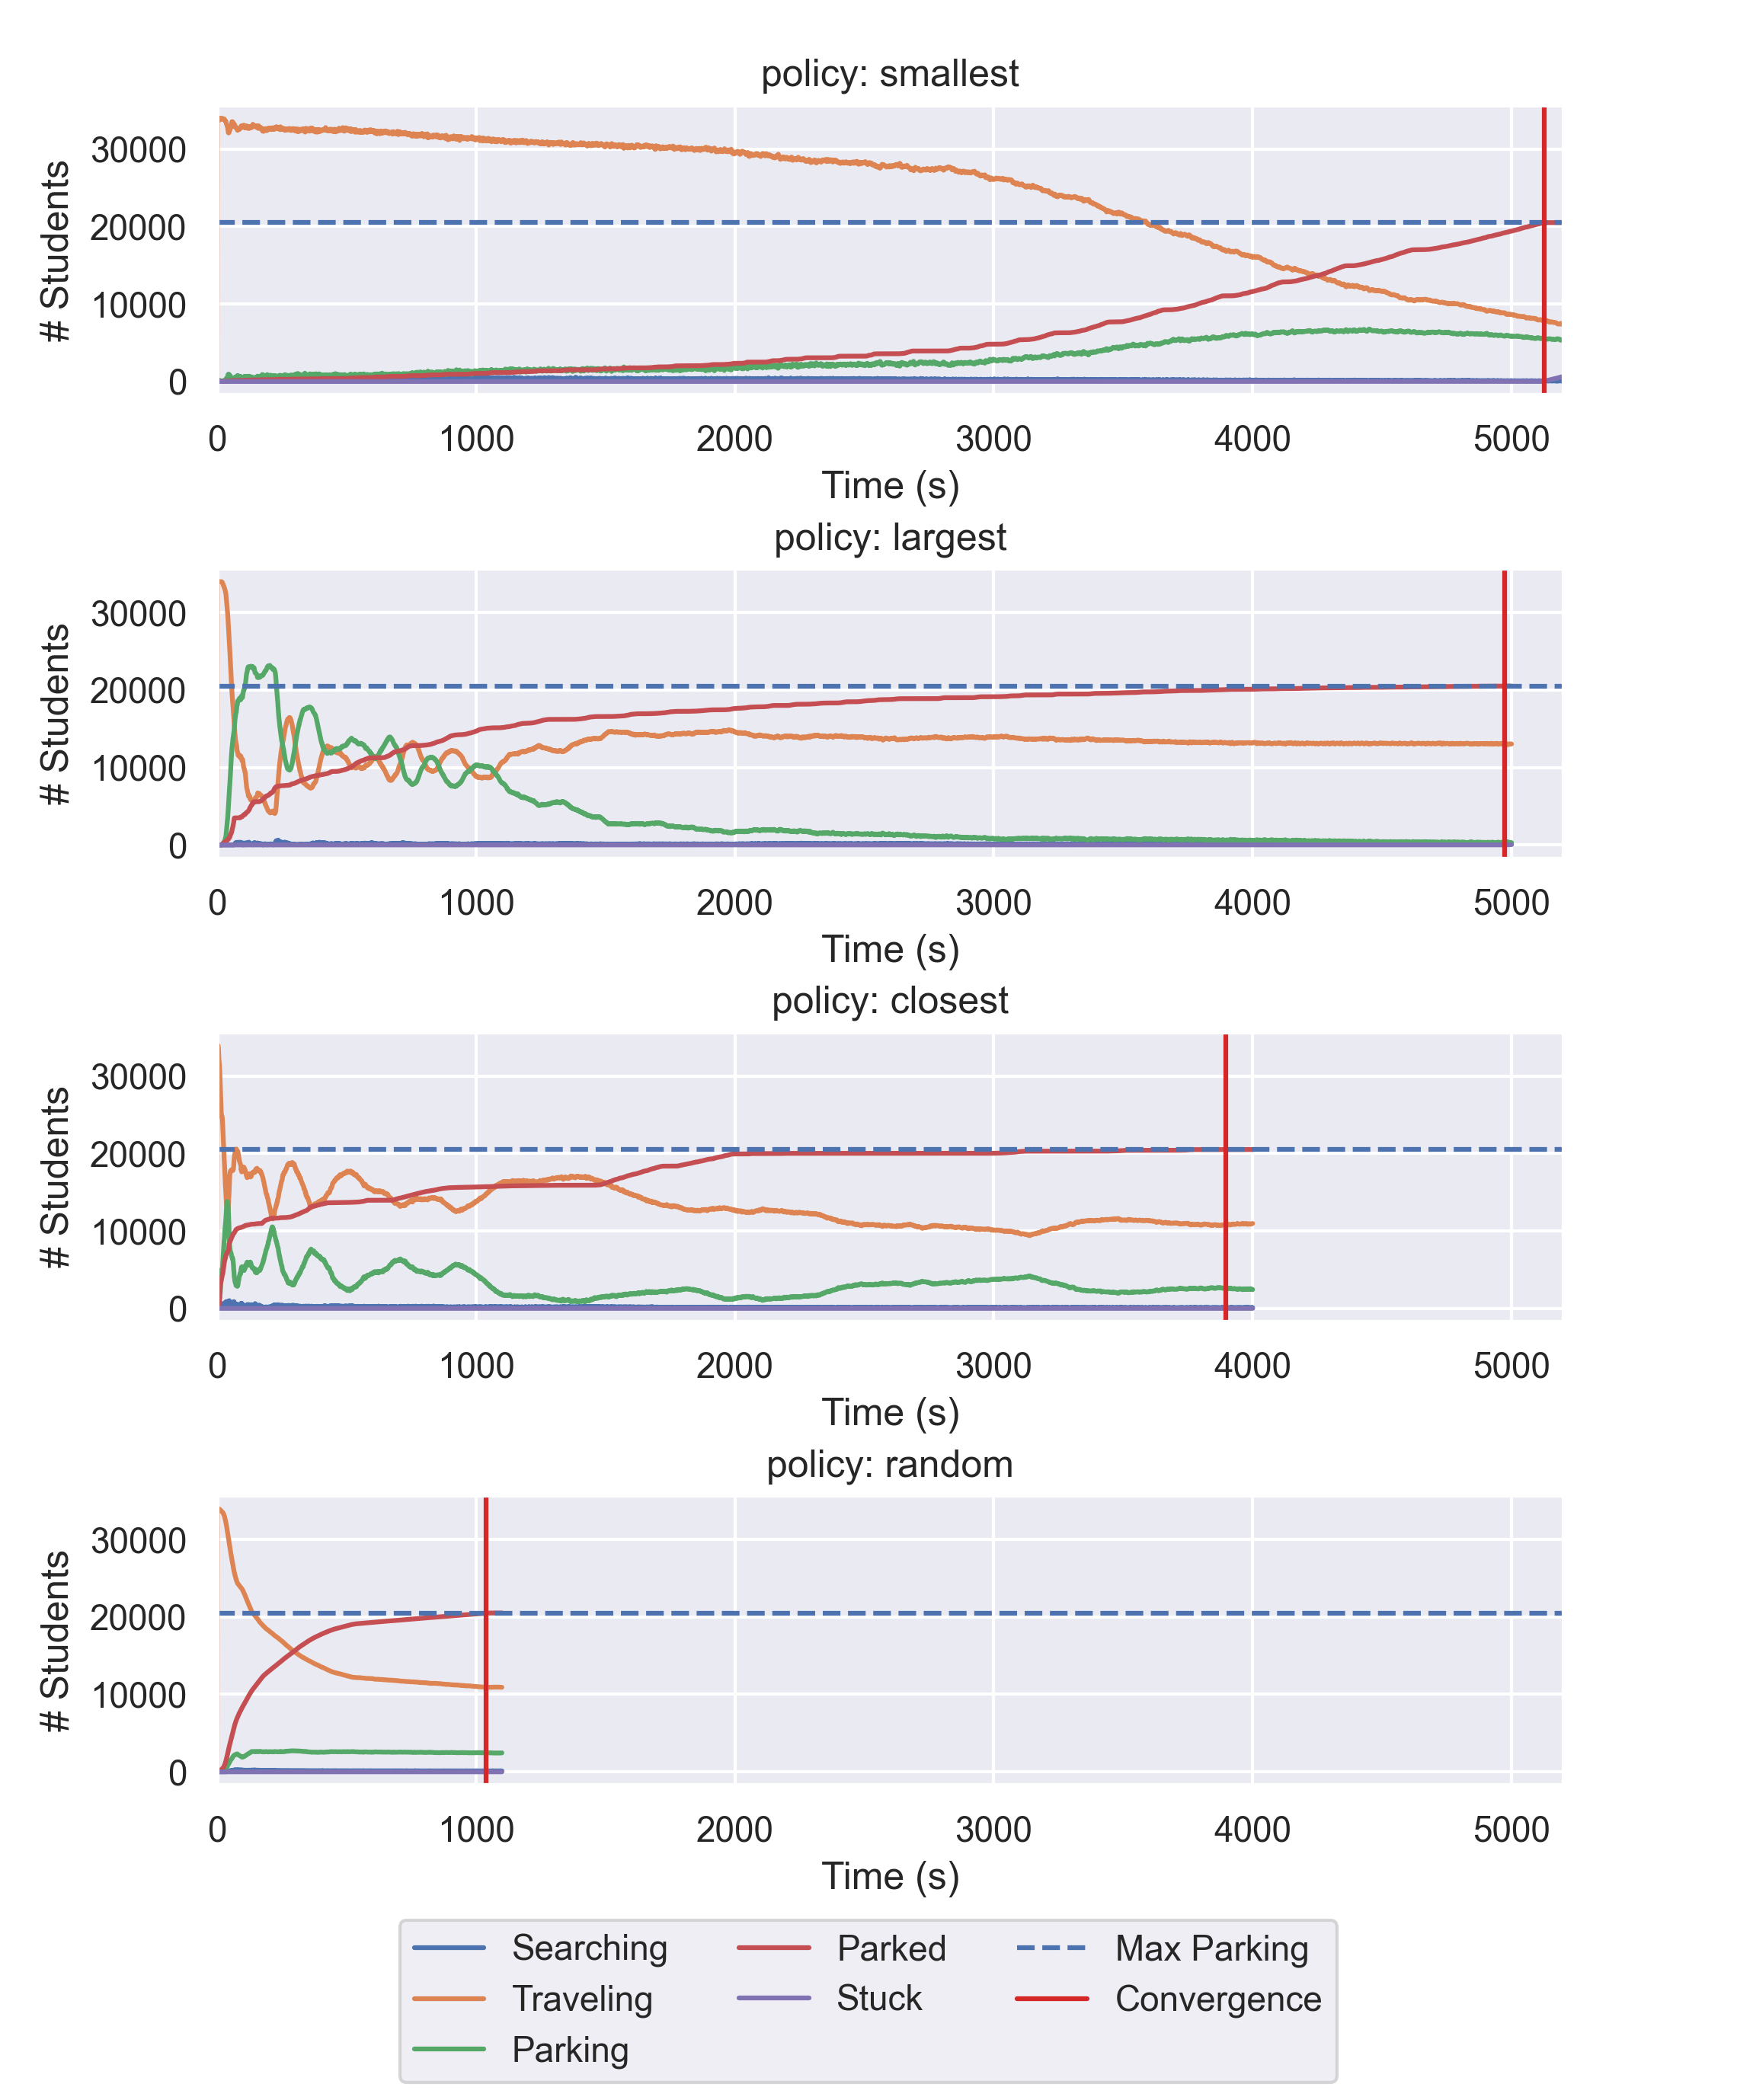 policy: smallest
# Students
30000
20000
10000
0
0 1000 2000 3000 4000 5000
Time (s)
policy: largest
# Students
30000
20000
10000
0
0 1000 2000 3000 4000 5000
Time (s)
policy: closest
# Students
30000
20000
10000
0
0 1000 2000 3000 4000 5000
Time (s)
policy: random
# Students
30000
20000
10000
0
0 1000 2000 3000 4000 5000
Time (s)
Searching Parked Max Parking
Traveling Stuck Convergence
Parking